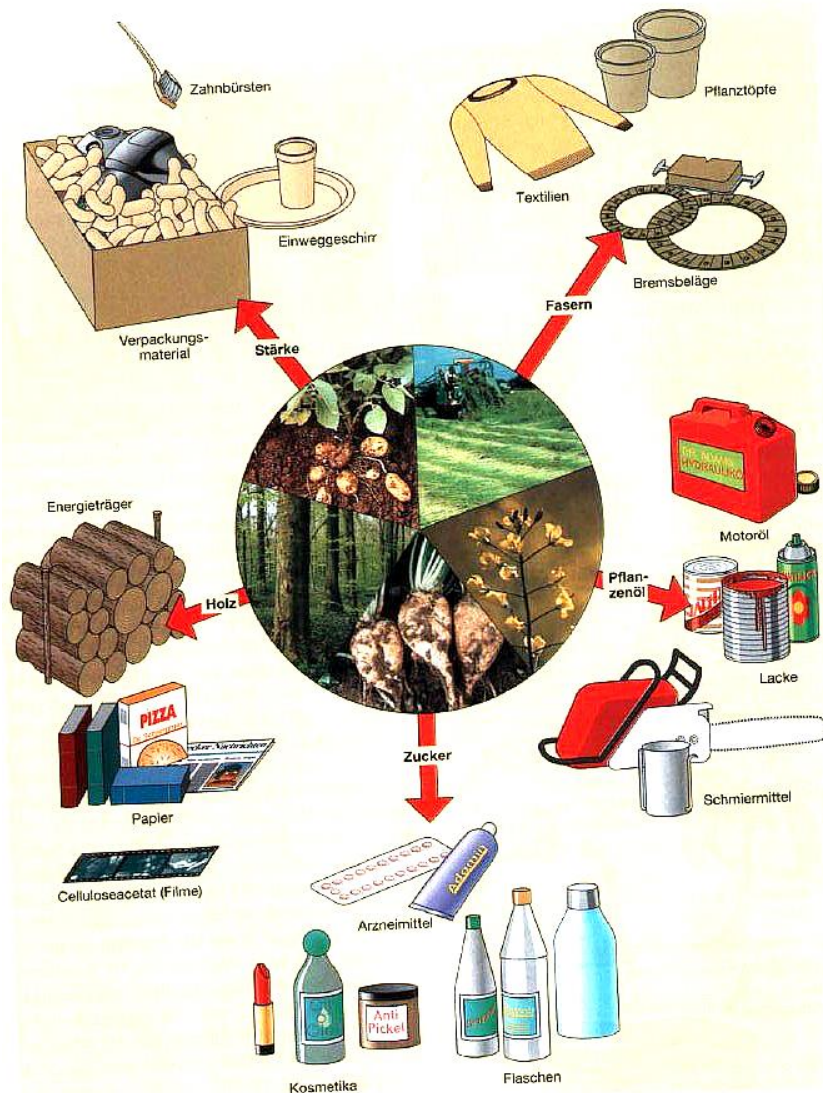 Zahnbürsten
Pflanztöpfe
Textilien
Einweggeschirr
Bremsbeläge
Fasern
Verpackungs-
material
Stärke
Energieträger
Motoröl
Holz
Pflan-
zenöl
Lacke
PIZZA
Nachrichten
Zucker
Schmiermittel
Papier
Celluloseacetat (Filme)
Arzneimittel
Anti
Pickel
Kosmetika
Flaschen